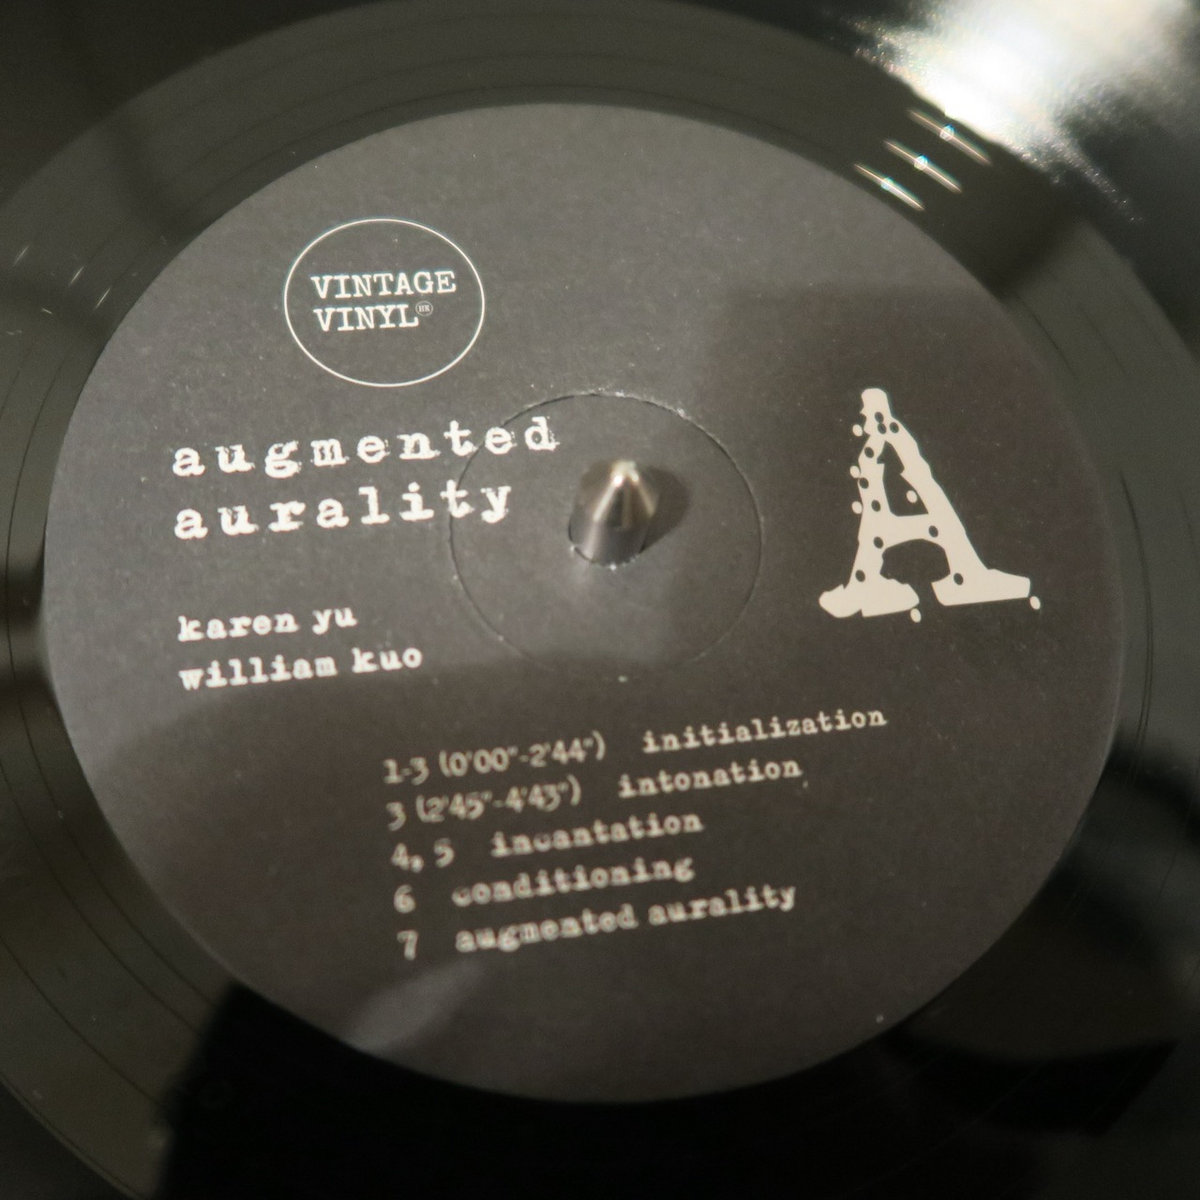 VINTAGE
VINYL HR
augmented
aurality
A
karen yu
william kuo
1-3 (0'00"-2'44") initialization
3 (2'45"-4'43") intonation
4, 5 incantation
6 conditioning
7 augmented aurality